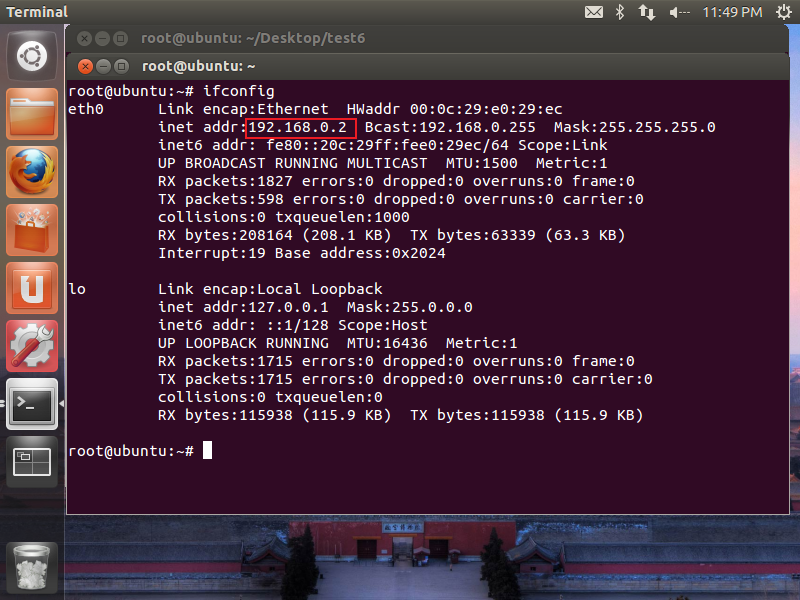 Terminal
11:49 PM
root@ubuntu: ~/Desktop/test6
root@ubuntu: ~
root@ubuntu:~# ifconfig
eth0      Link encap:Ethernet  HWaddr 00:0c:29:e0:29:ec
          inet addr:192.168.0.2  Bcast:192.168.0.255  Mask:255.255.255.0
          inet6 addr: fe80::20c:29ff:fee0:29ec/64 Scope:Link
          UP BROADCAST RUNNING MULTICAST  MTU:1500  Metric:1
          RX packets:1827 errors:0 dropped:0 overruns:0 frame:0
          TX packets:598 errors:0 dropped:0 overruns:0 carrier:0
          collisions:0 txqueuelen:1000
          RX bytes:208164 (208.1 KB)  TX bytes:63339 (63.3 KB)
          Interrupt:19 Base address:0x2024

lo        Link encap:Local Loopback
          inet addr:127.0.0.1  Mask:255.0.0.0
          inet6 addr: ::1/128 Scope:Host
          UP LOOPBACK RUNNING  MTU:16436  Metric:1
          RX packets:1715 errors:0 dropped:0 overruns:0 frame:0
          TX packets:1715 errors:0 dropped:0 overruns:0 carrier:0
          collisions:0 txqueuelen:0
          RX bytes:115938 (115.9 KB)  TX bytes:115938 (115.9 KB)

root@ubuntu:~#